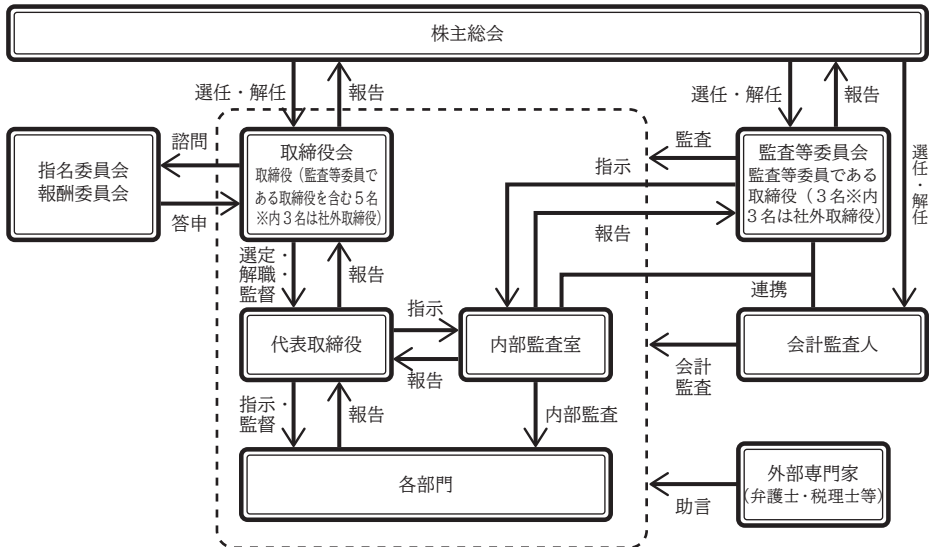 株主総会
選任・解任
報告
選任・解任
報告
選任・解任
諮問
答申
指名委員会
報酬委員会
取締役会
取締役（監査等委員で
ある取締役を含む５名
※内３名は社外取締役）
監査
指示
報告
監査等委員会
監査等委員である
取締役（３名※内
３名は社外取締役）
選定・
解職・
監督
報告
連携
代表取締役
指示
報告
内部監査室
会計監査人
会計
監査
指示・
監督
報告
内部監査
各部門
助言
外部専門家
（弁護士・税理士等）